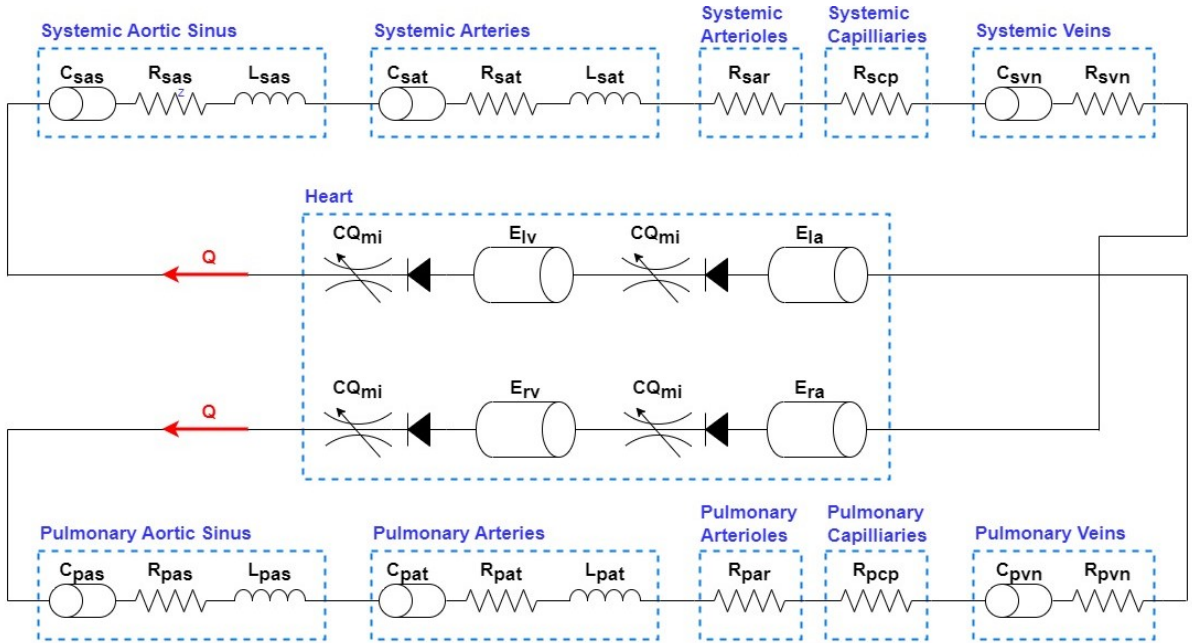 Systemic Aortic Sinus
Systemic Arteries
Systemic
Arterioles
Systemic
Capilliaries
Systemic Veins
Csas
Rsas
Lsas
Csat
Rsat
Lsat
Rsar
Rscp
Csvn
Rsvn
z
Heart
Q
CQmi
Elv
CQmi
Ela
Q
CQmi
Erv
CQmi
Era
Pulmonary Aortic Sinus
Pulmonary Arteries
Pulmonary
Arterioles
Pulmonary
Capilliaries
Pulmonary Veins
Cpas
Rpas
Lpas
Cpat
Rpat
Lpat
Rpar
Rpcp
Cpvn
Rpvn